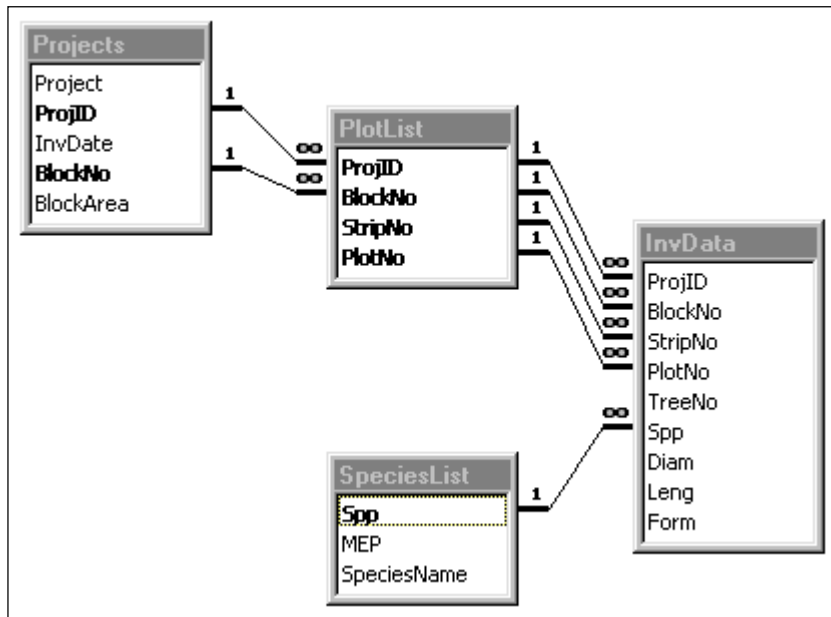 Projects
Project
ProjID
InvDate
BlockNo
BlockArea
1
1
∞
∞
PlotList
ProjID
BlockNo
StripNo
PlotNo
1
1
1
1
∞
∞
∞
∞
∞
InvData
ProjID
BlockNo
StripNo
PlotNo
TreeNo
Spp
Diam
Leng
Form
SpeciesList
Spp
MEP
SpeciesName
1